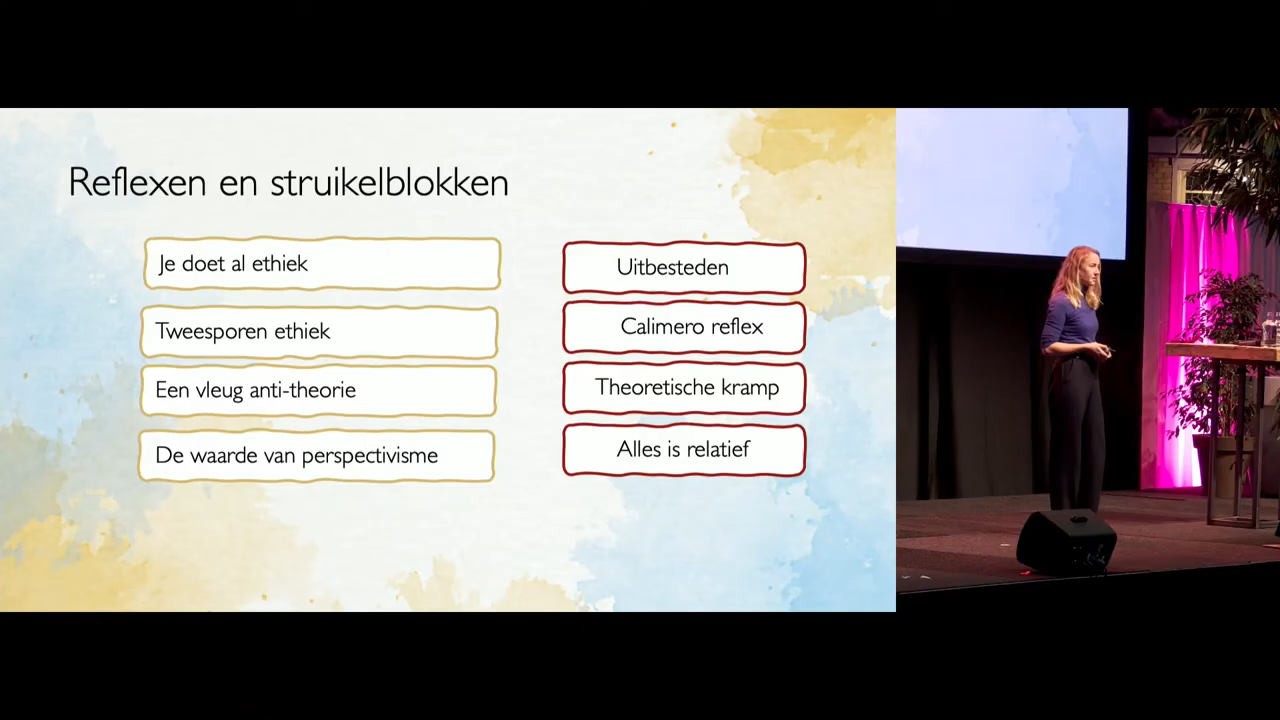 Reflexen en struikelblokken
Je doet al ethiek
Uitbesteden
Tweesporen ethiek
Calimero reflex
Een vleug anti-theorie
Theoretische kramp
De waarde van perspectivisme
Alles is relatief